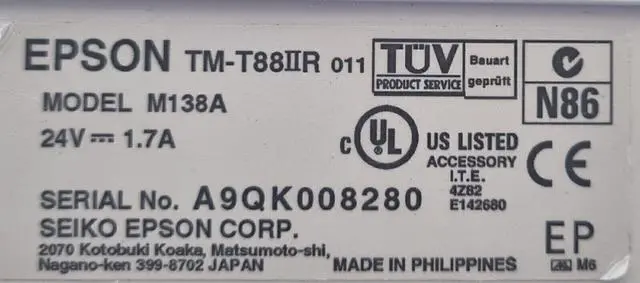 EPSON TM-T88IIR 011
TÜV
PRODUCT SERVICE
Bauart
geprüft
N86
MODEL M138A
24V 1.7A
C UL US LISTED
ACCESSORY
I.T.E.
4Z82
E142680
CE
SERIAL No. A9QK008280
SEIKO EPSON CORP.
2070 Kotobuki Koaka, Matsumoto-shi,
Nagano-ken 399-8702 JAPAN
MADE IN PHILIPPINES
EP
M6